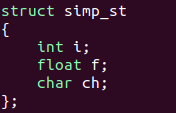 struct simp_st
{
    int i;
    float f;
    char ch;
};